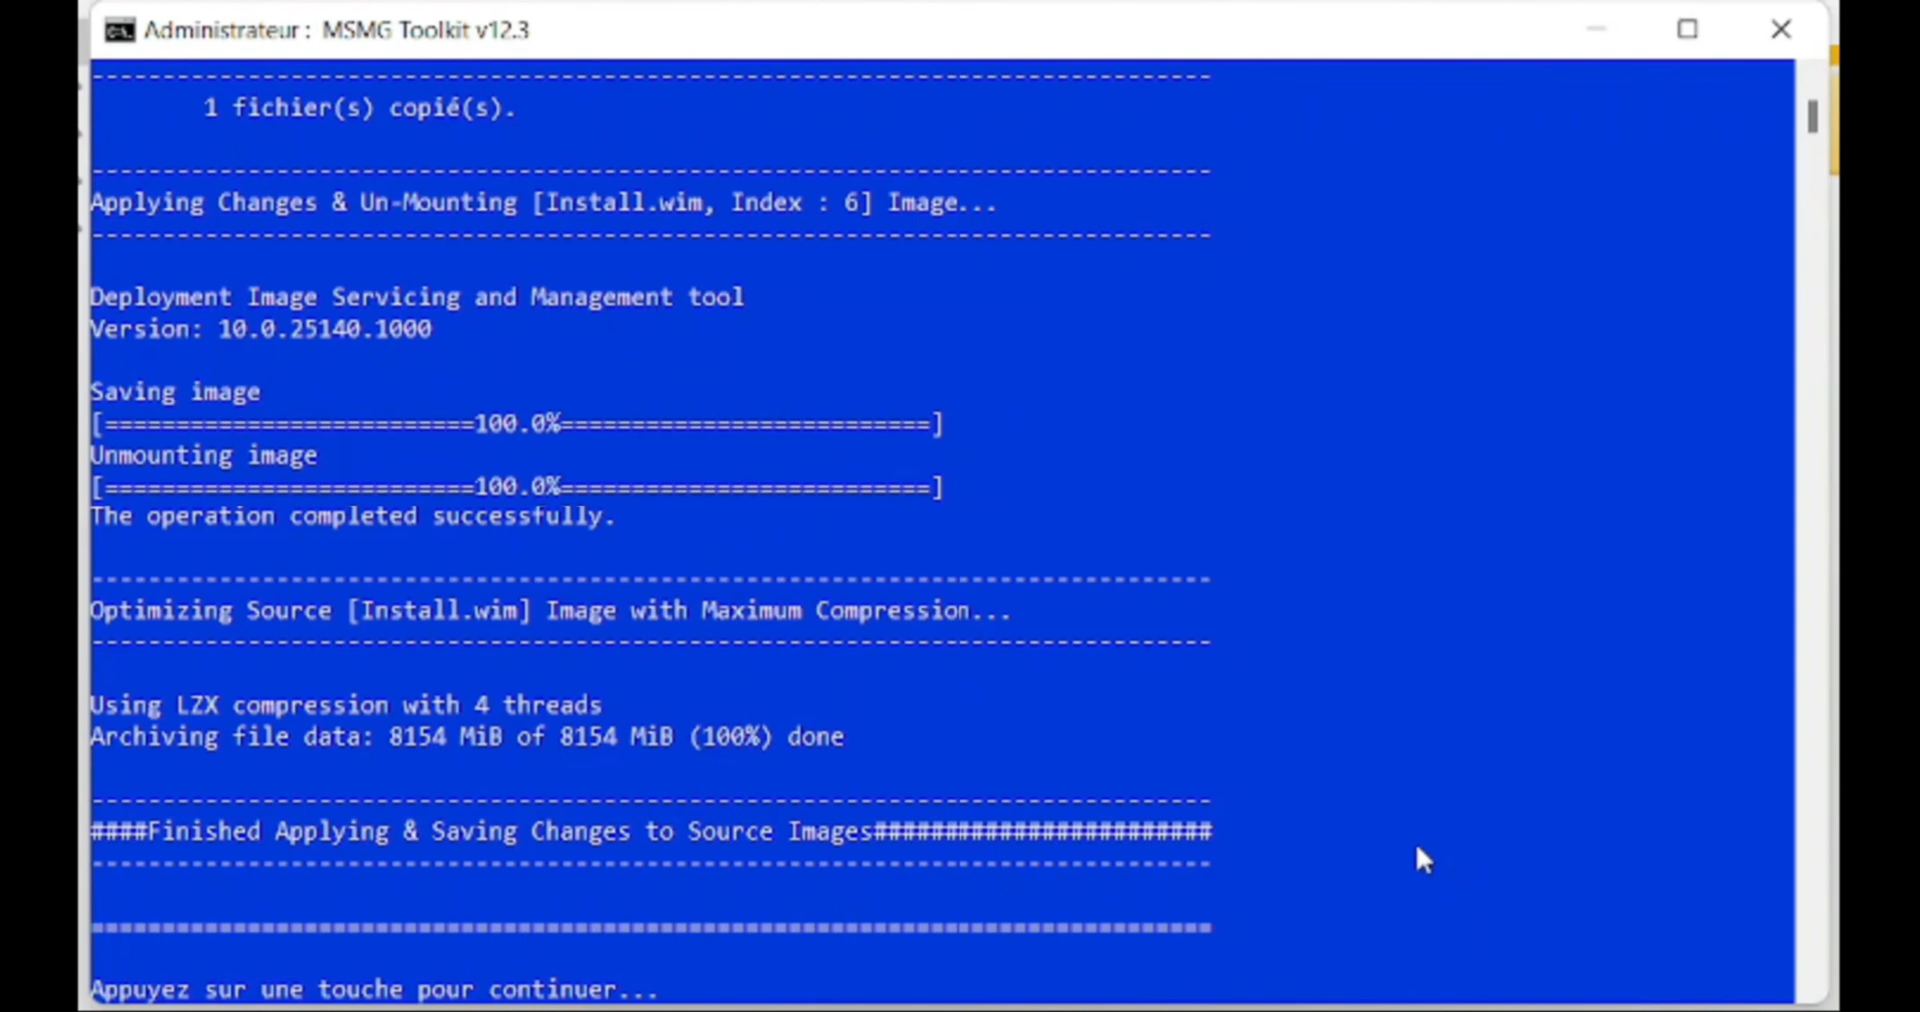 Administrateur : MSMG Toolkit v12.3
-------------------------------------------------------------------------------
        1 fichier(s) copié(s).
-------------------------------------------------------------------------------
Applying Changes & Un-Mounting [Install.wim, Index : 6] Image...
-------------------------------------------------------------------------------
Deployment Image Servicing and Management tool
Version: 10.0.25140.1000
Saving image
[==========================100.0%==========================]
Unmounting image
[==========================100.0%==========================]
The operation completed successfully.
-------------------------------------------------------------------------------
Optimizing Source [Install.wim] Image with Maximum Compression...
-------------------------------------------------------------------------------
Using LZX compression with 4 threads
Archiving file data: 8154 MiB of 8154 MiB (100%) done
-------------------------------------------------------------------------------
####Finished Applying & Saving Changes to Source Images########################
-------------------------------------------------------------------------------
===============================================================================
Appuyez sur une touche pour continuer...